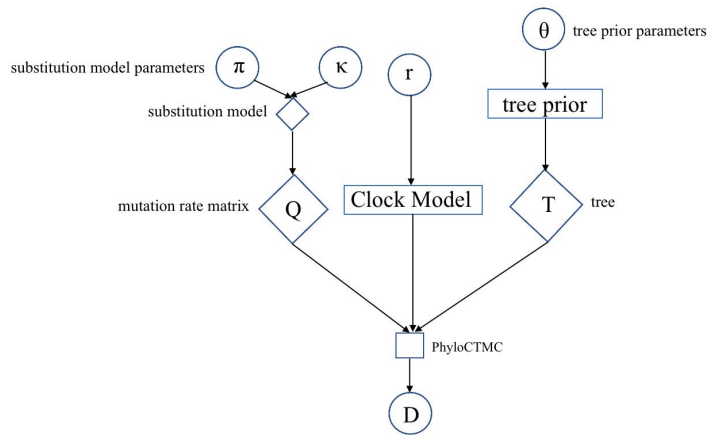 θ tree prior parameters
substitution model parameters π κ r
tree prior
substitution model
mutation rate matrix Q Clock Model T tree
PhyloCTMC
D